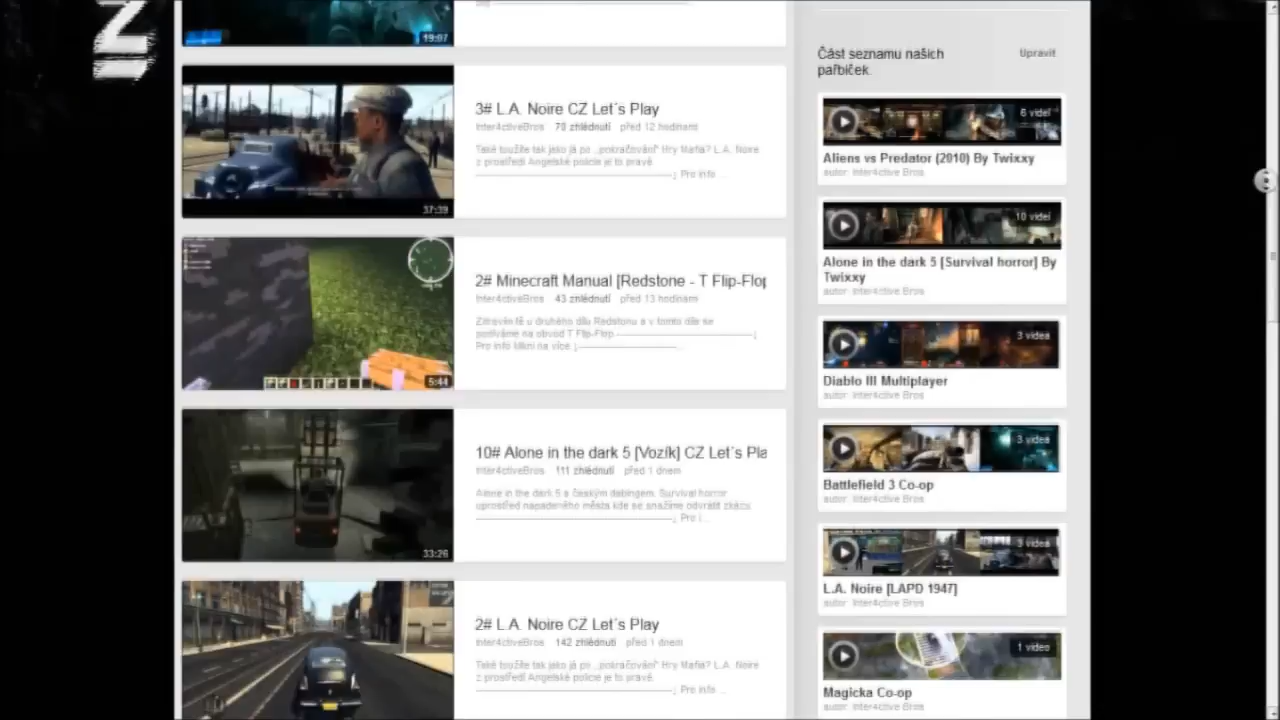 Z
19:07
3# L.A. Noire CZ Let´s Play
Inter4ctiveBros 79 zhlédnutí před 12 hodinami
Také toužíte tak jako já po ,,pokračování" Hry Mafia? L.A. Noire
z prostředí Angelské policie je to pravé.
---------------------------------------------------¡ Pro info ...
37:39
2# Minecraft Manual [Redstone - T Flip-Flop
Inter4ctiveBros 43 zhlédnutí před 13 hodinami
Zdravím tě u druhého dílu Redstonu a v tomto díle se
podíváme na obvod T Flip-Flop. -----------------------------------¡
Pro info klikni na více. ¡-------------------------...
5:44
10# Alone in the dark 5 [Vozík] CZ Let´s Pla
Inter4ctiveBros 111 zhlédnutí před 1 dnem
Alone in the dark 5 s českým dabingem. Survival horror
uprostřed napadeného města kde se snažíme odvrátit zkázu.
---------------------------------------------------¡ Pro i...
33:26
2# L.A. Noire CZ Let´s Play
Inter4ctiveBros 142 zhlédnutí před 1 dnem
Také toužíte tak jako já po ,,pokračování" Hry Mafia? L.A. Noire
z prostředí Angelské policie je to pravé.
---------------------------------------------------¡ Pro info ...
Část seznamu našich
pařbiček.
Upravit
6 videí
Aliens vs Predator (2010) By Twixxy
autor: Inter4ctive Bros
10 videí
Alone in the dark 5 [Survival horror] By
Twixxy
autor: Inter4ctive Bros
3 videa
Diablo III Multiplayer
autor: Inter4ctive Bros
3 videa
Battlefield 3 Co-op
autor: Inter4ctive Bros
3 videa
L.A. Noire [LAPD 1947]
autor: Inter4ctive Bros
1 video
Magicka Co-op
autor: Inter4ctive Bros